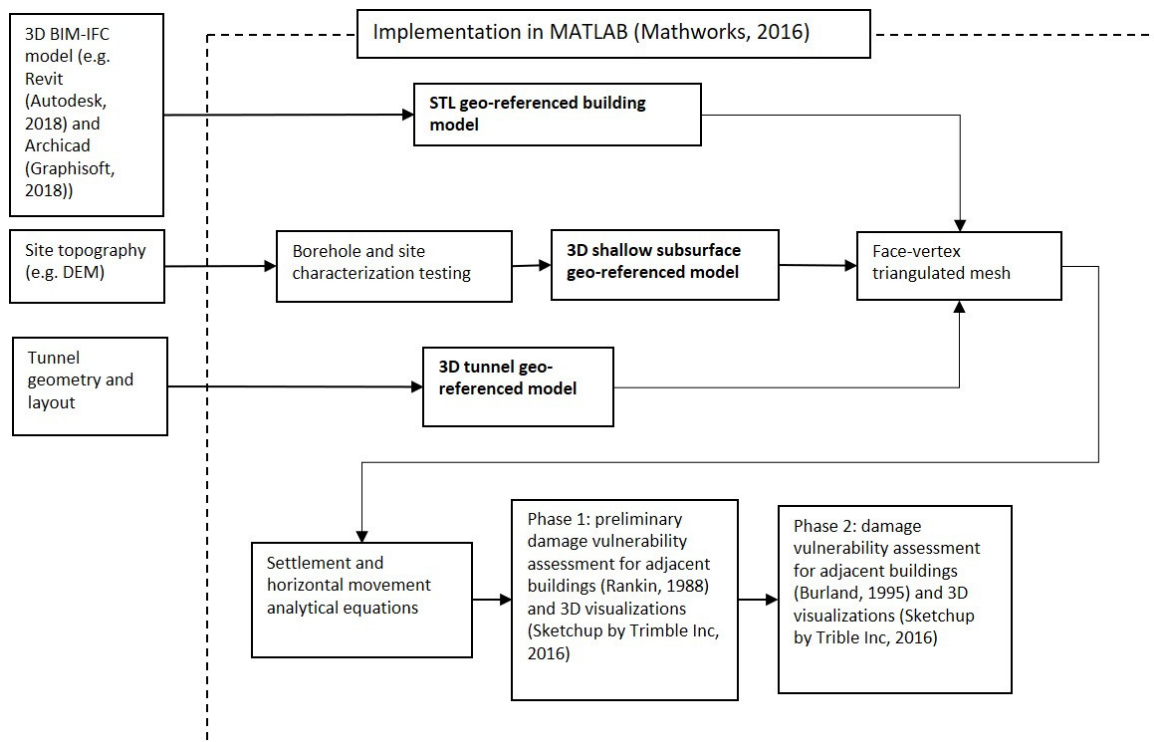 3D BIM-IFC
model (e.g.
Revit
(Autodesk,
2018) and
Archicad
(Graphisoft,
2018))
Implementation in MATLAB (Mathworks, 2016)
STL geo-referenced building
model
Site topography
(e.g. DEM)
Borehole and site
characterization testing
3D shallow subsurface
geo-referenced model
Face-vertex
triangulated mesh
Tunnel
geometry and
layout
3D tunnel geo-
referenced model
Settlement and
horizontal movement
analytical equations
Phase 1: preliminary
damage vulnerability
assessment for adjacent
buildings (Rankin, 1988)
and 3D visualizations
(Sketchup by Trimble Inc,
2016)
Phase 2: damage
vulnerability assessment
for adjacent buildings
(Burland, 1995) and 3D
visualizations (Sketchup
by Trible Inc, 2016)